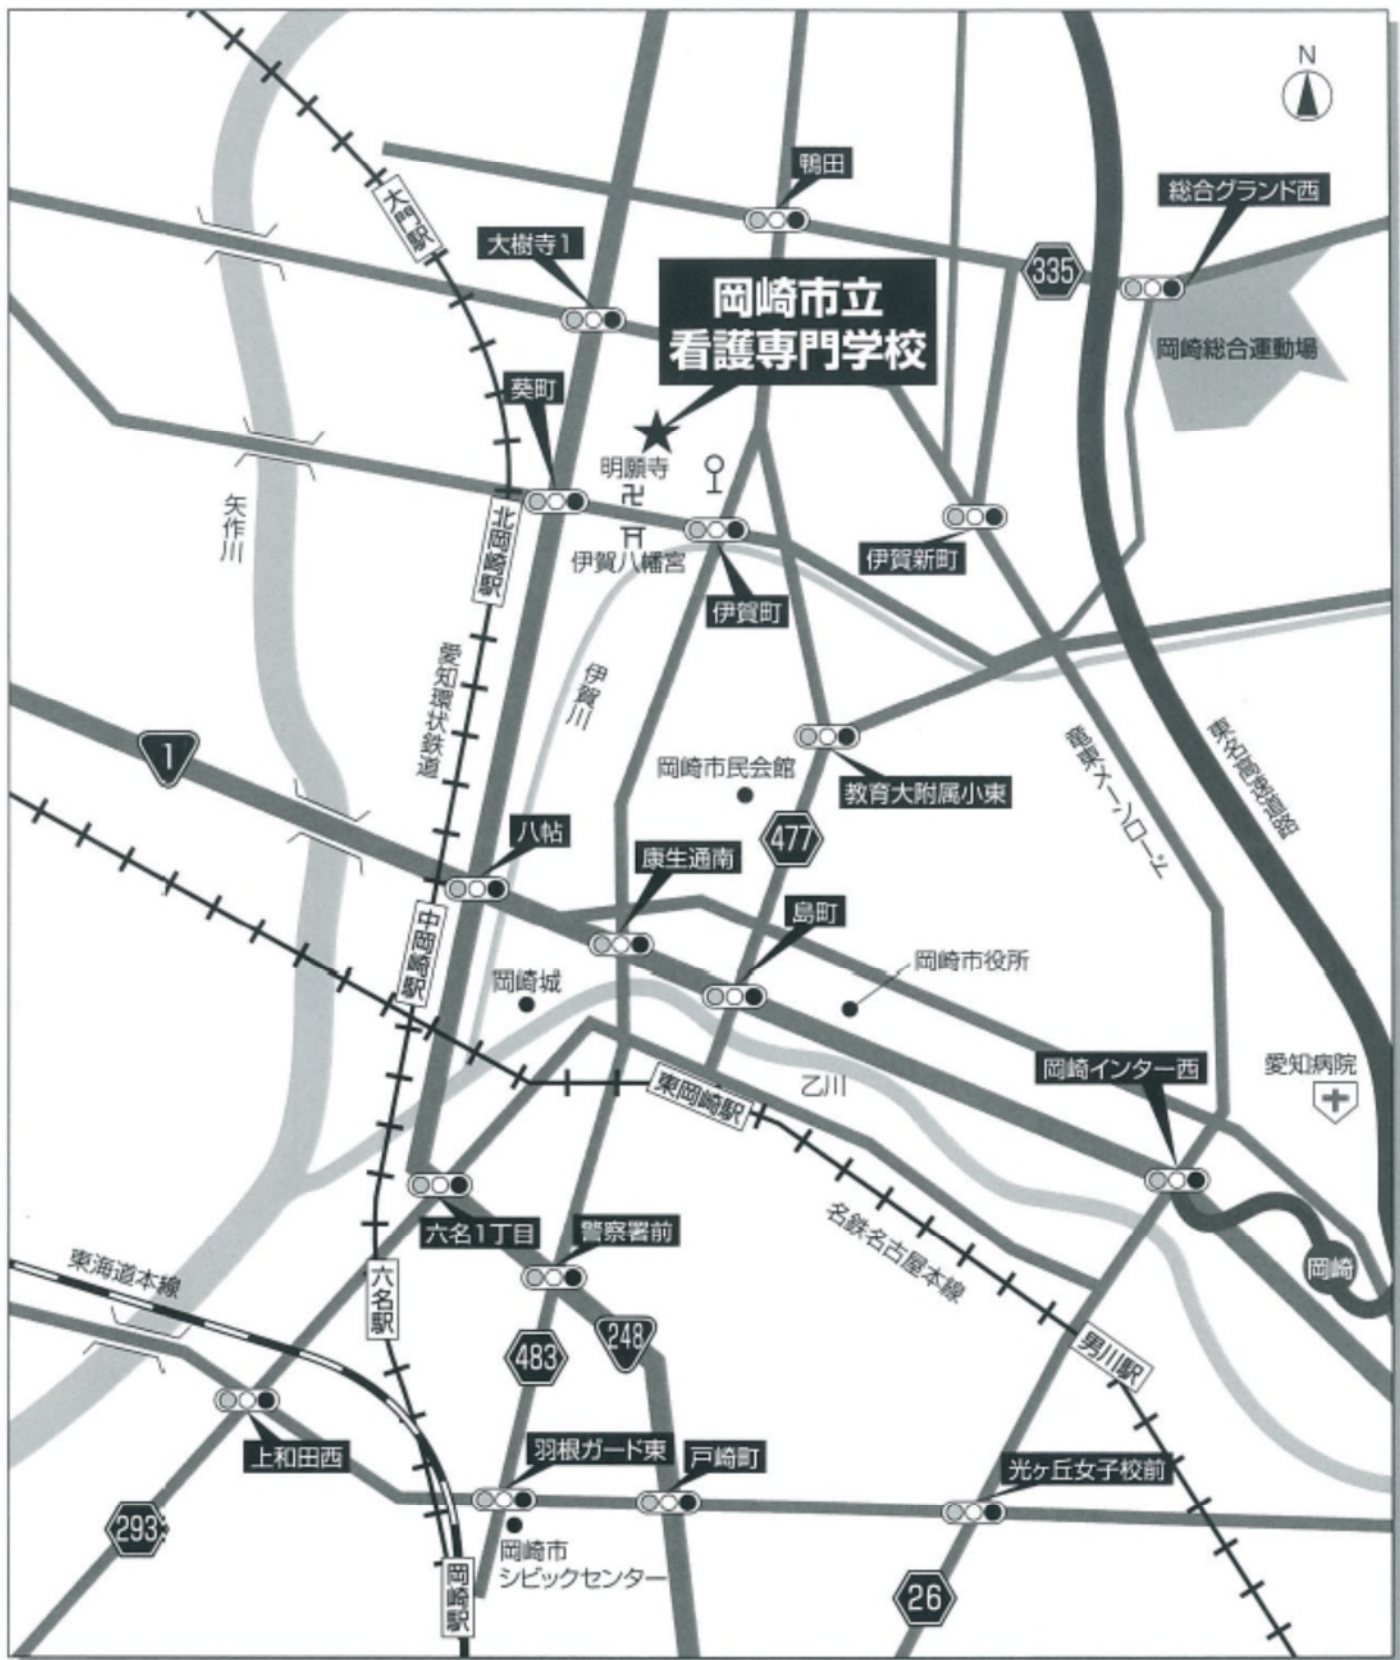 N
鴨田
総合グランド西
大門駅
大樹寺1
335
岡崎市立
看護専門学校
岡崎総合運動場
葵町
明願寺
卍
矢作川
北岡崎駅
伊賀八幡宮
伊賀新町
伊賀町
愛知環状鉄道
伊賀川
1
岡崎市民会館
教育大附属小東
竜東メーンロード
東名高速道路
八帖
477
康生通南
島町
中岡崎駅
岡崎城
岡崎市役所
岡崎インター西
愛知病院
東岡崎駅
乙川
六名1丁目
警察署前
名鉄名古屋本線
東海道本線
岡崎
六名駅
483
248
男川駅
上和田西
羽根ガード東
戸崎町
光ヶ丘女子校前
293
岡崎市
シビックセンター
岡崎駅
26